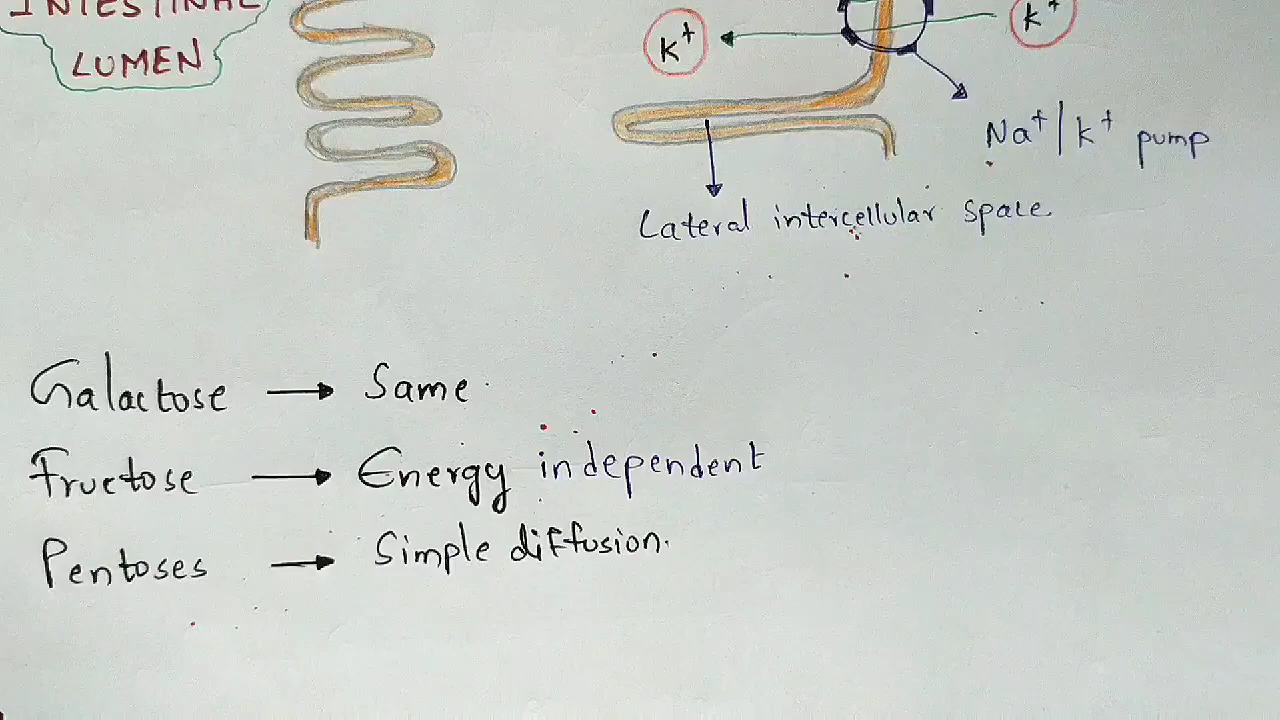 INTESTINAL
LUMEN
K+
K+
Na+/K+ pump
Lateral intercellular space
Galactose → Same
Fructose → Energy independent
Pentoses → Simple diffusion.